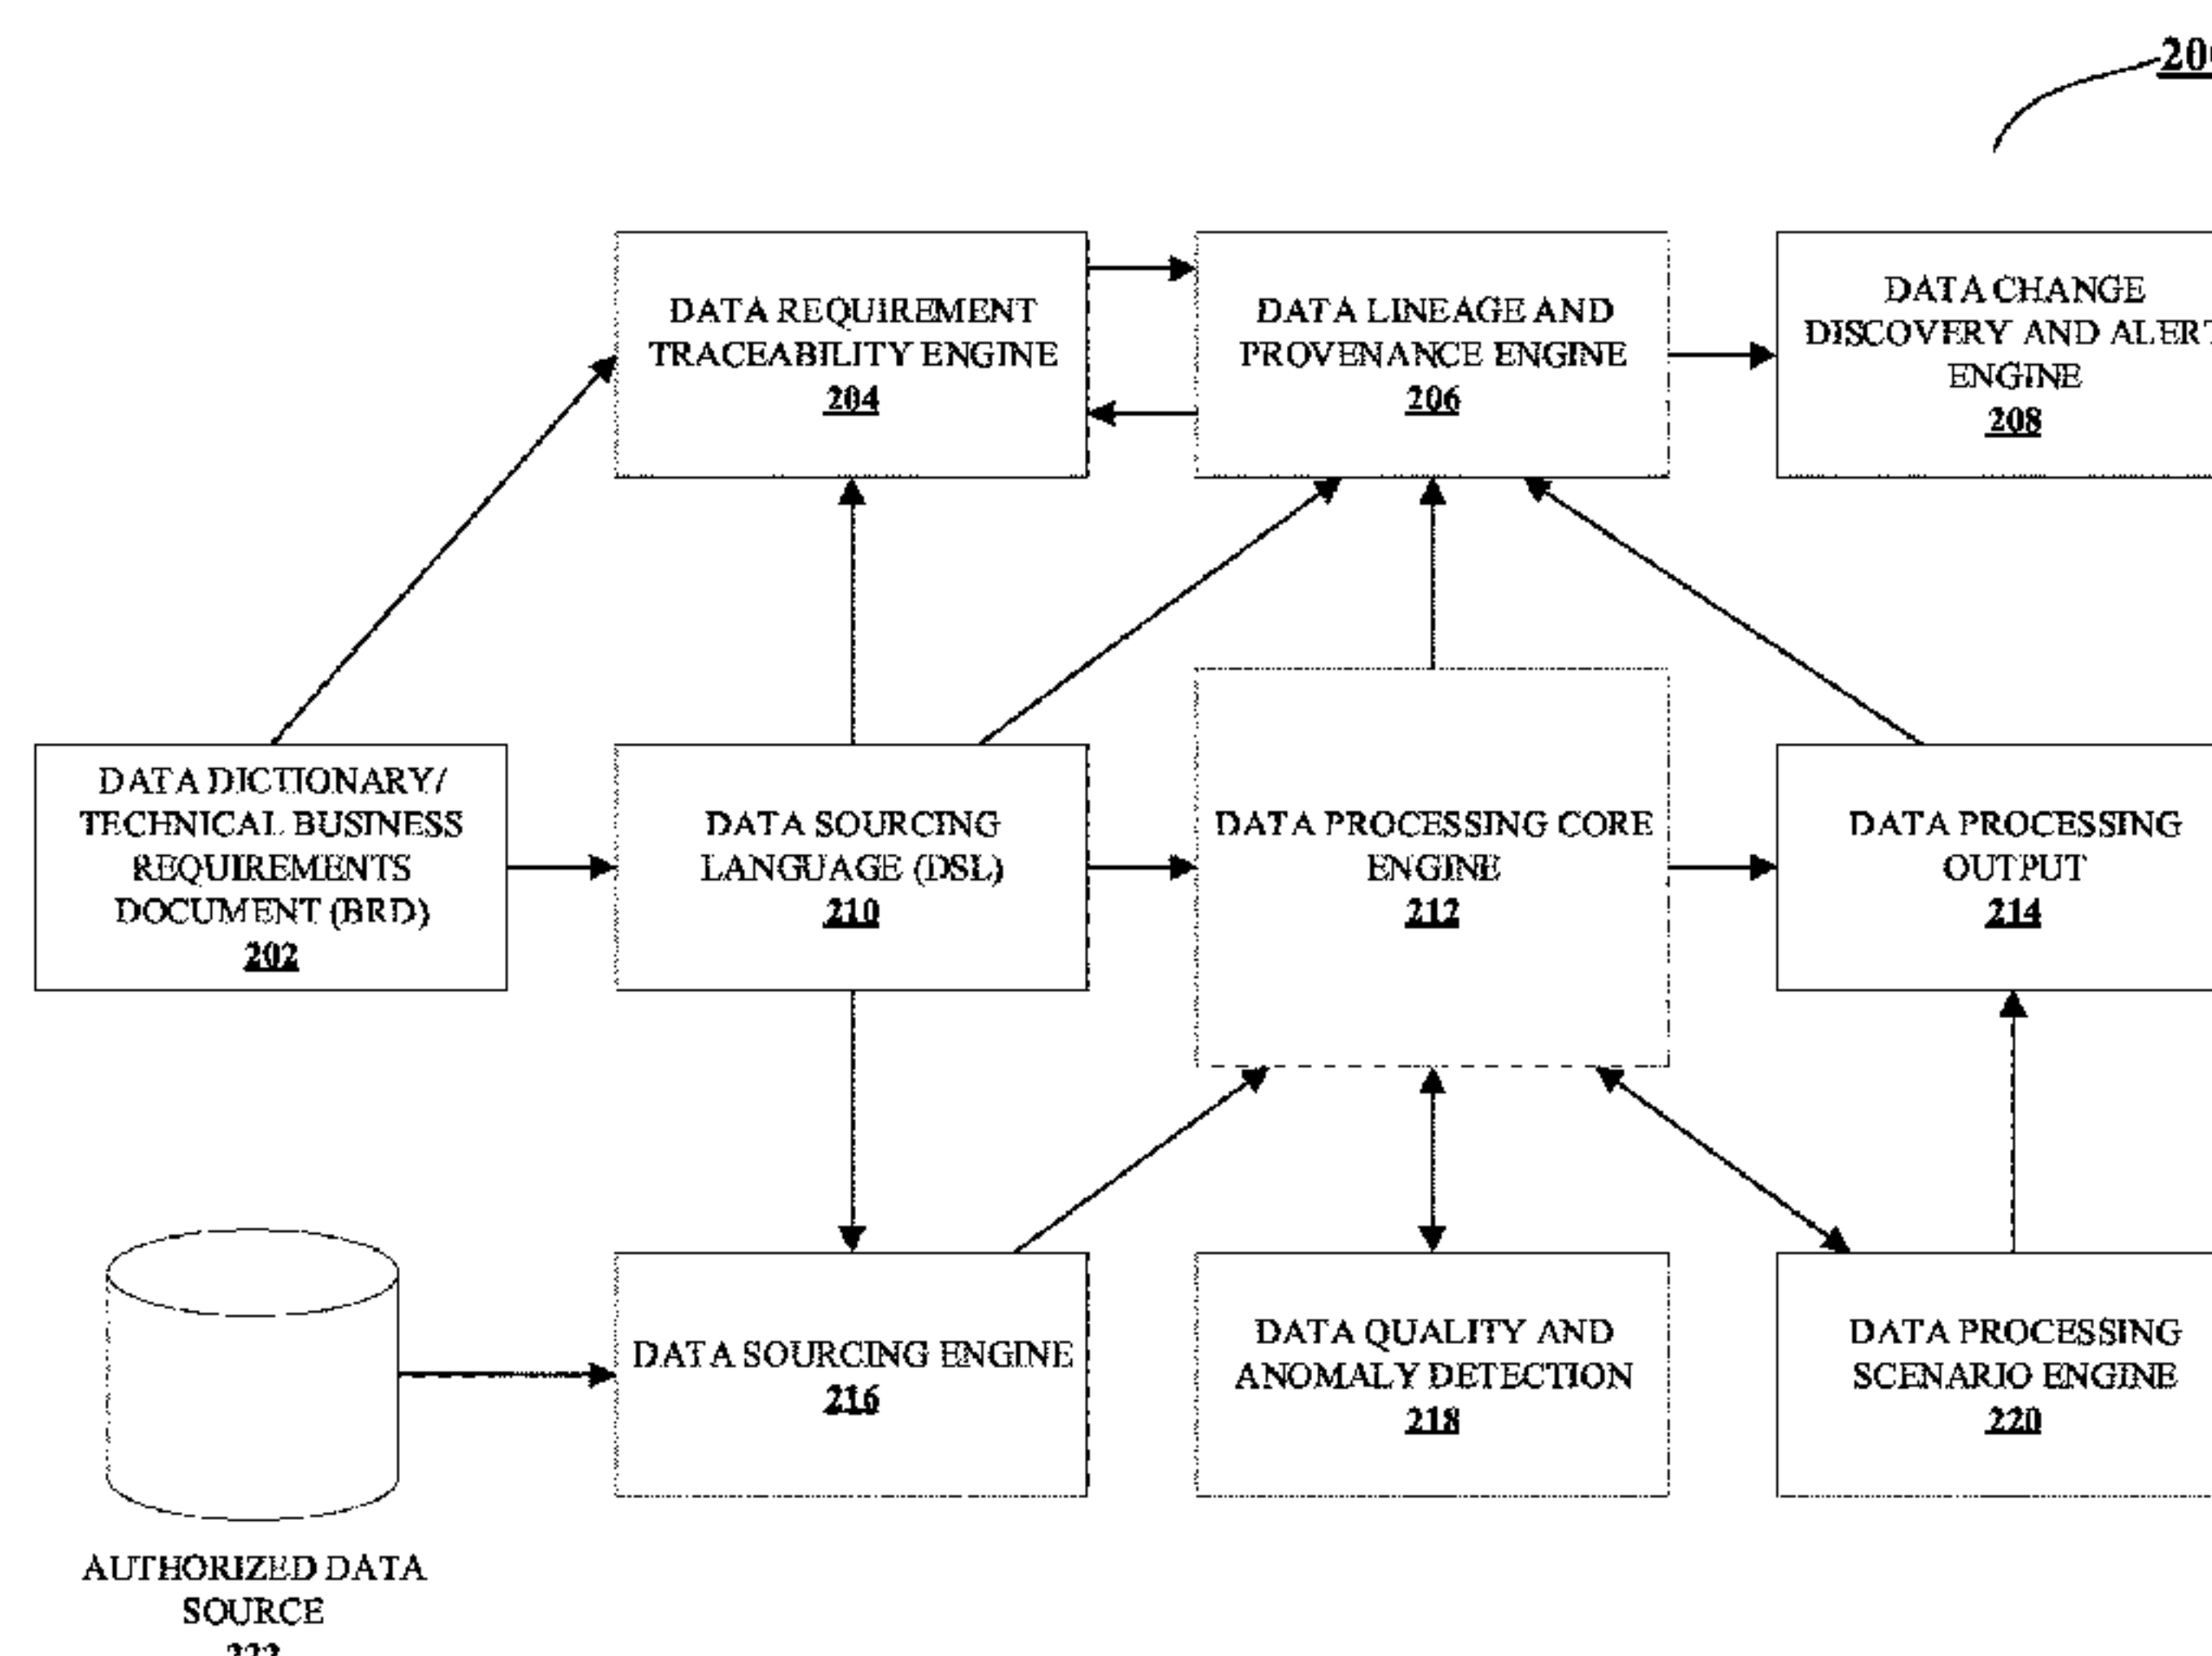 DATA REQUIREMENT
TRACEABILITY ENGINE
204
DATA LINEAGE AND
PROVENANCE ENGINE
206
DATA CHANGE
DISCOVERY AND ALERT
ENGINE
208
DATA DICTIONARY/
TECHNICAL BUSINESS
REQUIREMENTS
DOCUMENT (BRD)
202
DATA SOURCING
LANGUAGE (DSL)
210
DATA PROCESSING CORE
ENGINE
212
DATA PROCESSING
OUTPUT
214
AUTHORIZED DATA
SOURCE
222
DATA SOURCING ENGINE
216
DATA QUALITY AND
ANOMALY DETECTION
218
DATA PROCESSING
SCENARIO ENGINE
220